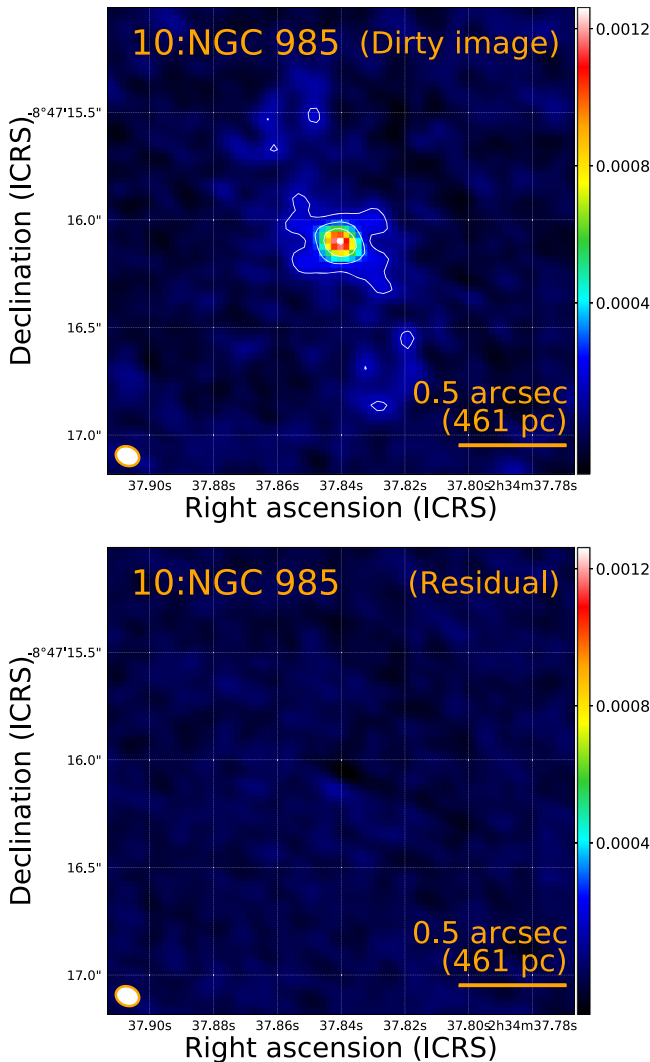 10:NGC 985 (Dirty image)
0.0012
0.0008
0.0004
Declination (ICRS)
-8°47'15.5"
16.0"
16.5"
17.0"
0.5 arcsec
(461 pc)
37.90s 37.88s 37.86s 37.84s 37.82s 37.80s 2h34m37.78s
Right ascension (ICRS)
10:NGC 985 (Residual)
0.0012
0.0008
0.0004
Declination (ICRS)
-8°47'15.5"
16.0"
16.5"
17.0"
0.5 arcsec
(461 pc)
37.90s 37.88s 37.86s 37.84s 37.82s 37.80s 2h34m37.78s
Right ascension (ICRS)